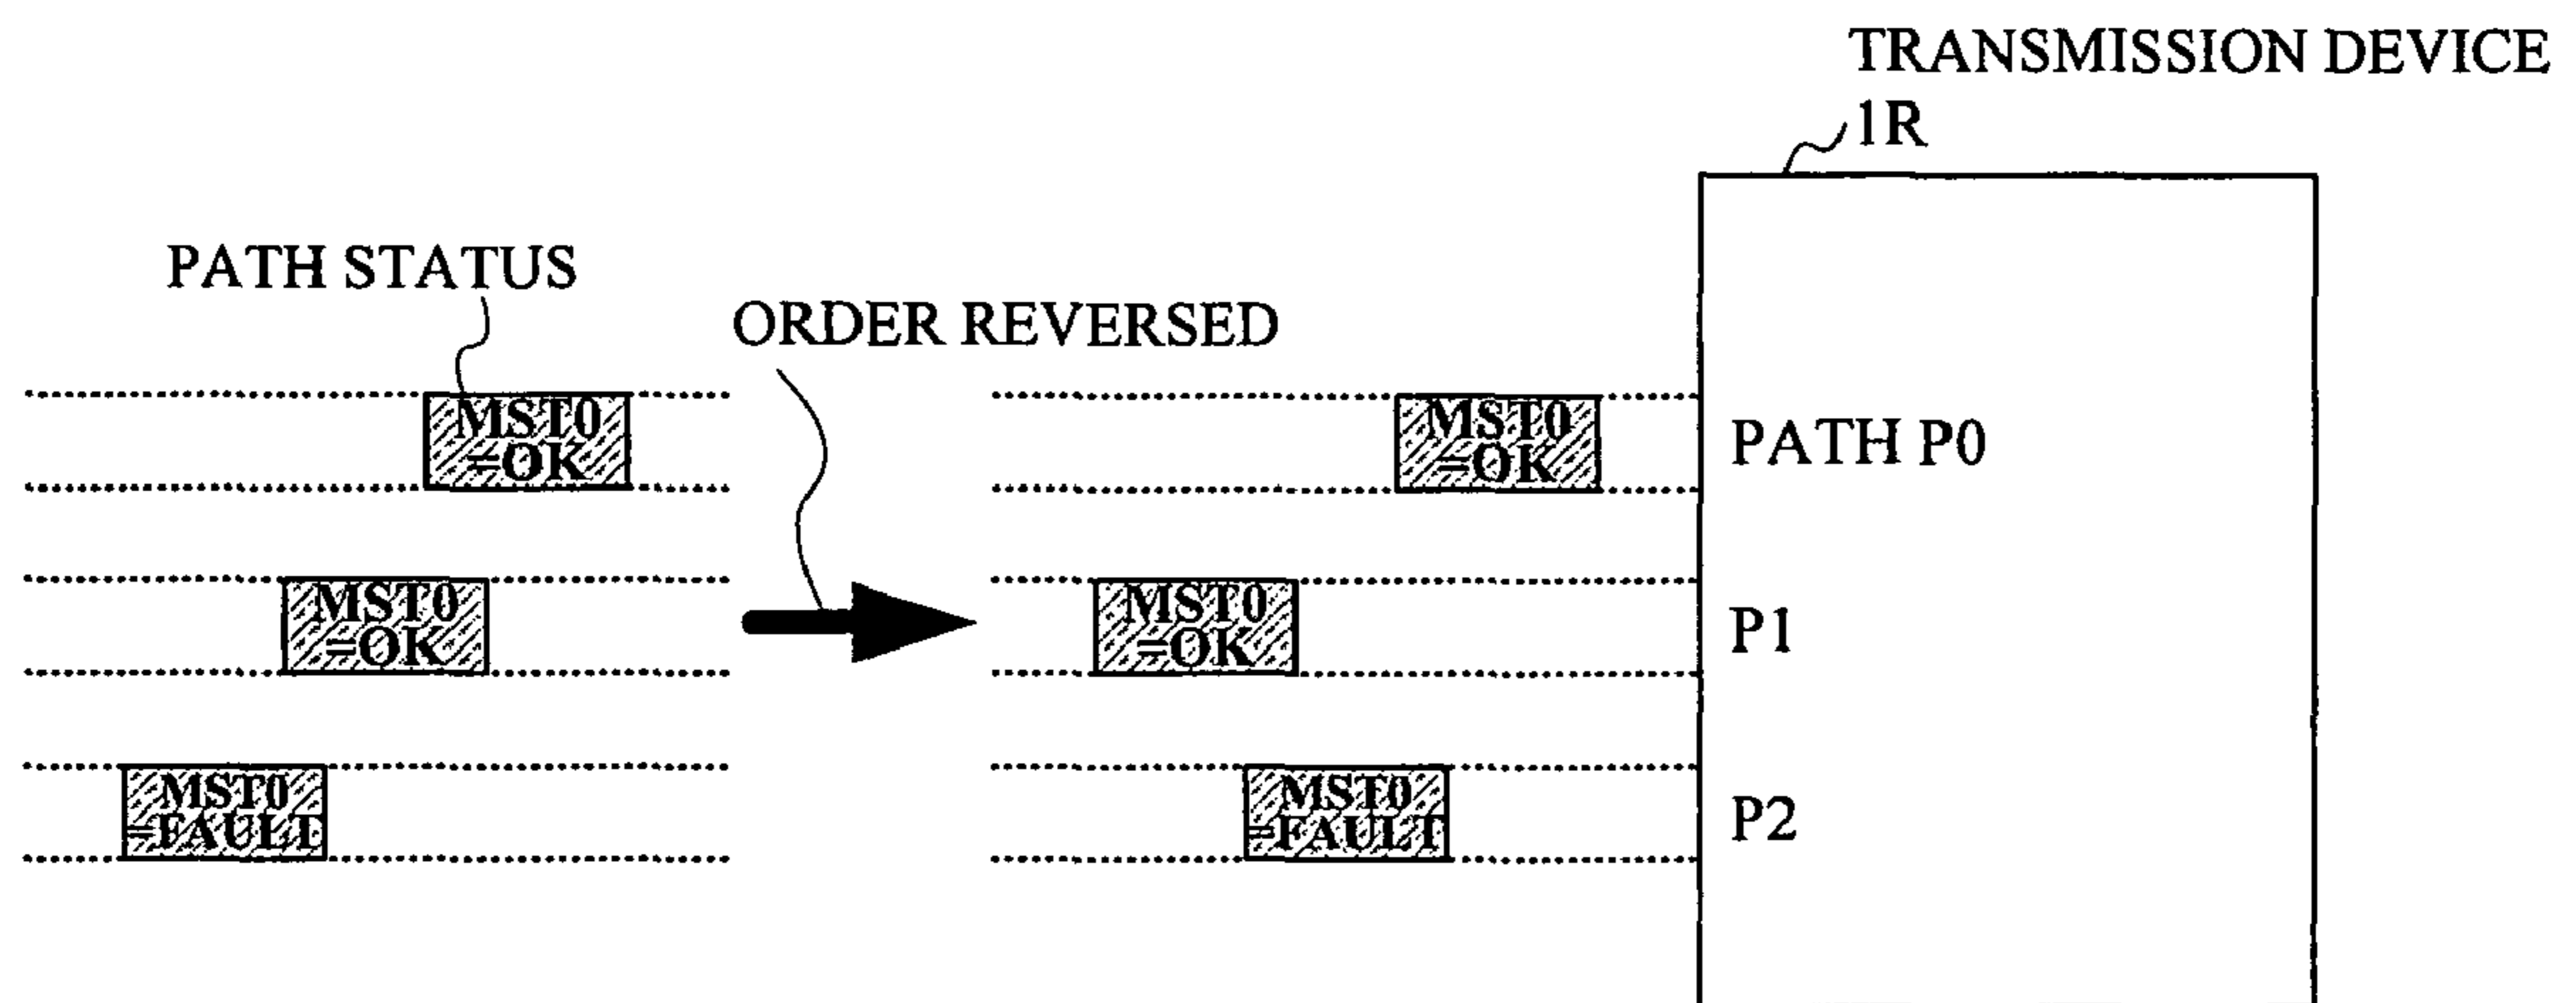 TRANSMISSION DEVICE
1R
PATH STATUS
ORDER REVERSED
MST0
=OK
MST0
=OK
PATH P0
MST0
=OK
MST0
=OK
P1
MST0
=FAULT
MST0
=FAULT
P2